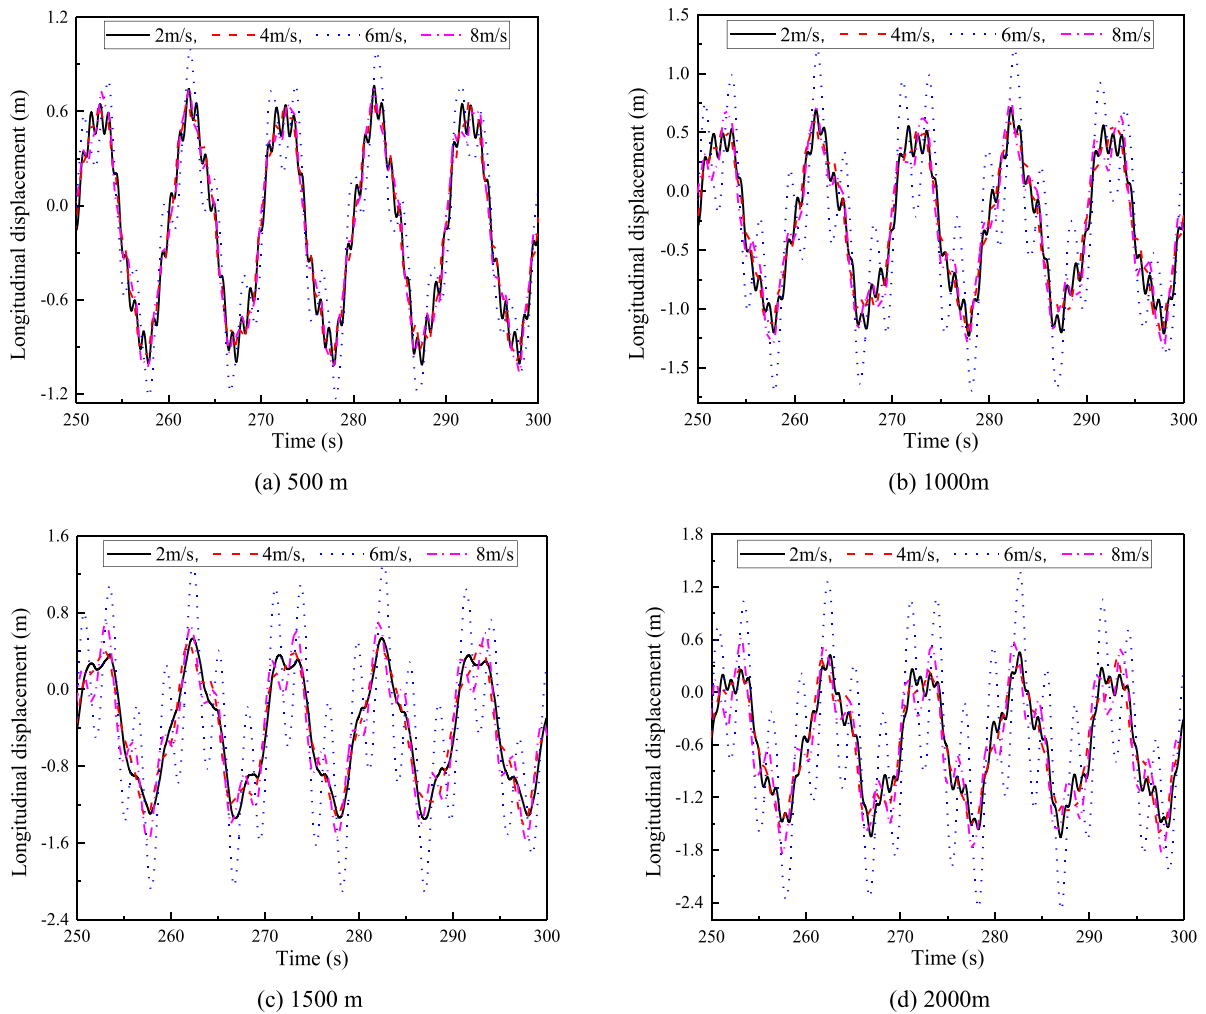 1.2
0.6
0.0
-0.6
-1.2
Longitudinal displacement (m)
2m/s, 4m/s, 6m/s, 8m/s
250 260 270 280 290 300
Time (s)
(a) 500 m
1.5
1.0
0.5
0.0
-0.5
-1.0
-1.5
Longitudinal displacement (m)
2m/s, 4m/s, 6m/s, 8m/s
250 260 270 280 290 300
Time (s)
(b) 1000m
1.6
0.8
0.0
-0.8
-1.6
-2.4
Longitudinal displacement (m)
2m/s, 4m/s, 6m/s, 8m/s
250 260 270 280 290 300
Time (s)
(c) 1500 m
1.8
1.2
0.6
0.0
-0.6
-1.2
-1.8
-2.4
Longitudinal displacement (m)
2m/s, 4m/s, 6m/s, 8m/s
250 260 270 280 290 300
Time (s)
(d) 2000m